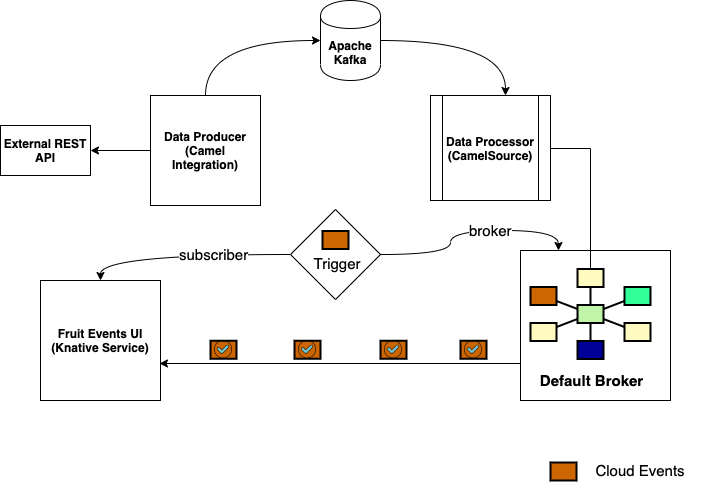 Apache
Kafka
External REST
API
Data Producer
(Camel
Integration)
Data Processor
(CamelSource)
subscriber
Trigger
broker
Fruit Events UI
(Knative Service)
Default Broker
Cloud Events